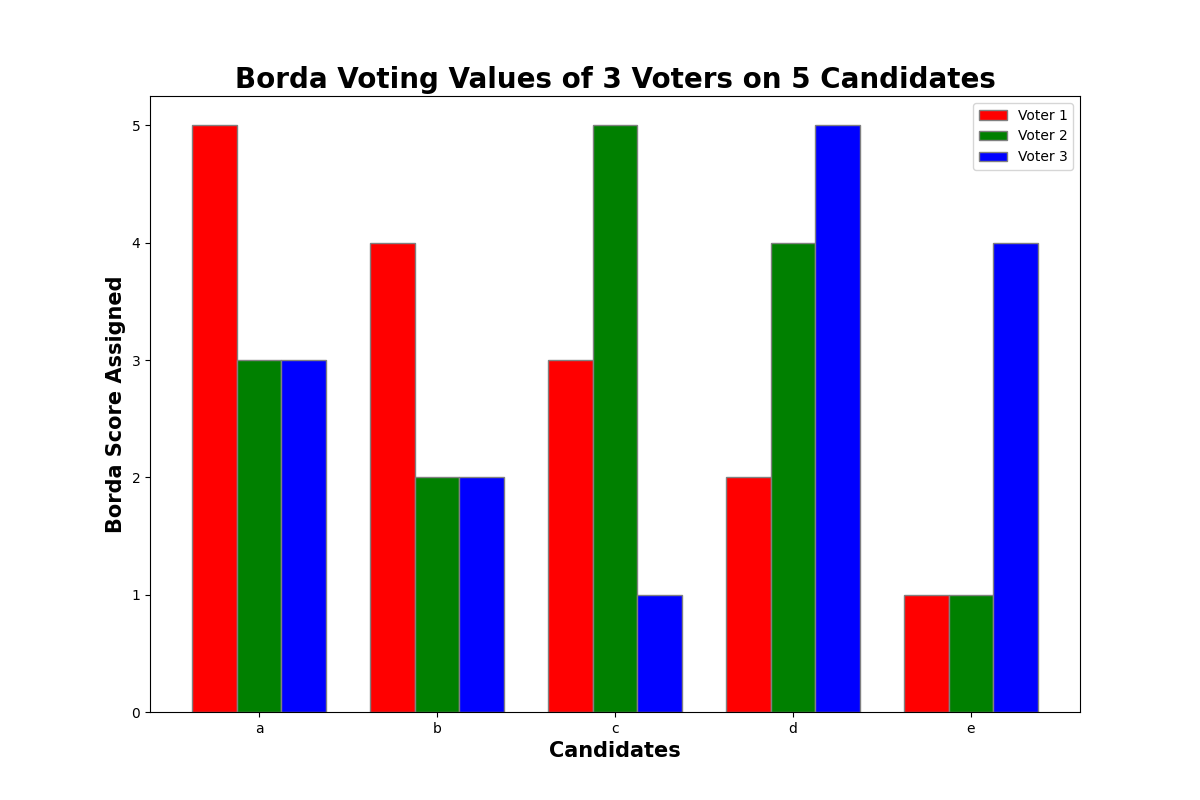 Borda Voting Values of 3 Voters on 5 Candidates
Voter 1
Voter 2
Voter 3
Borda Score Assigned
5
4
3
2
1
0
a b c d e
Candidates